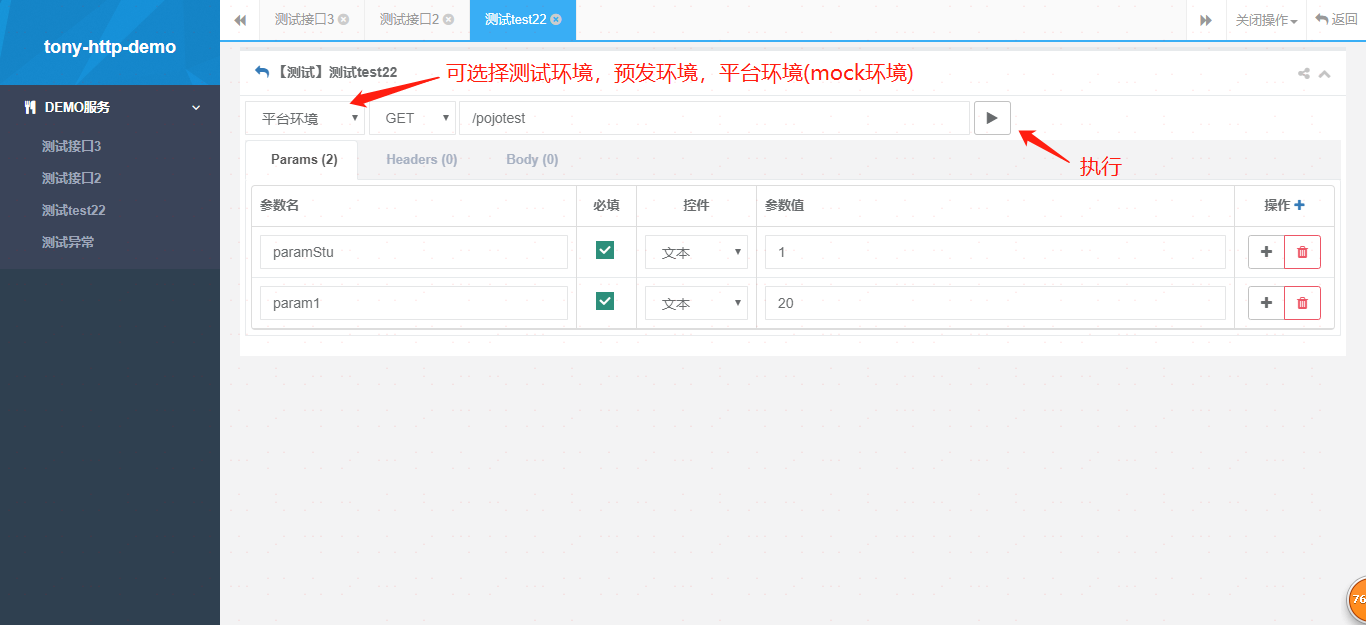 tony-http-demo
DEMO服务
测试接口3
测试接口2
测试test22
测试异常
测试接口3 测试接口2 测试test22 关闭操作 返回
【测试】测试test22
可选择测试环境，预发环境，平台环境(mock环境)
平台环境 GET /pojotest
执行
Params (2) Headers (0) Body (0)
参数名 必填 控件 参数值 操作
paramStu 文本 1
param1 文本 20
76